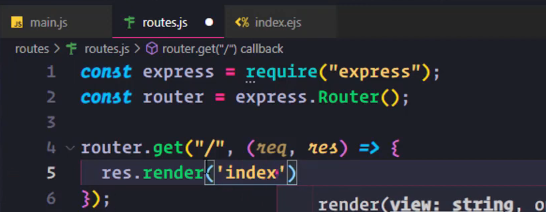 JS main.js routes.js index.ejs
routes > routes.js > router.get("/") callback
1 const express = require("express");
2 const router = express.Router();
3
4 router.get("/", (req, res) => {
5 res.render('index')
6 });
render(view: string, o